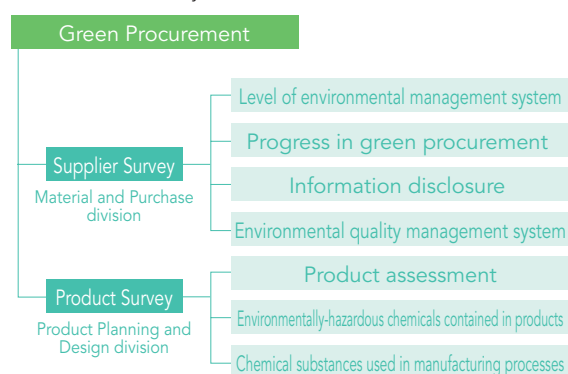 Green Procurement
Level of environmental management system
Progress in green procurement
Supplier Survey
Material and Purchase
division
Information disclosure
Environmental quality management system
Product assessment
Product Survey
Product Planning and
Design division
Environmentally-hazardous chemicals contained in products
Chemical substances used in manufacturing processes